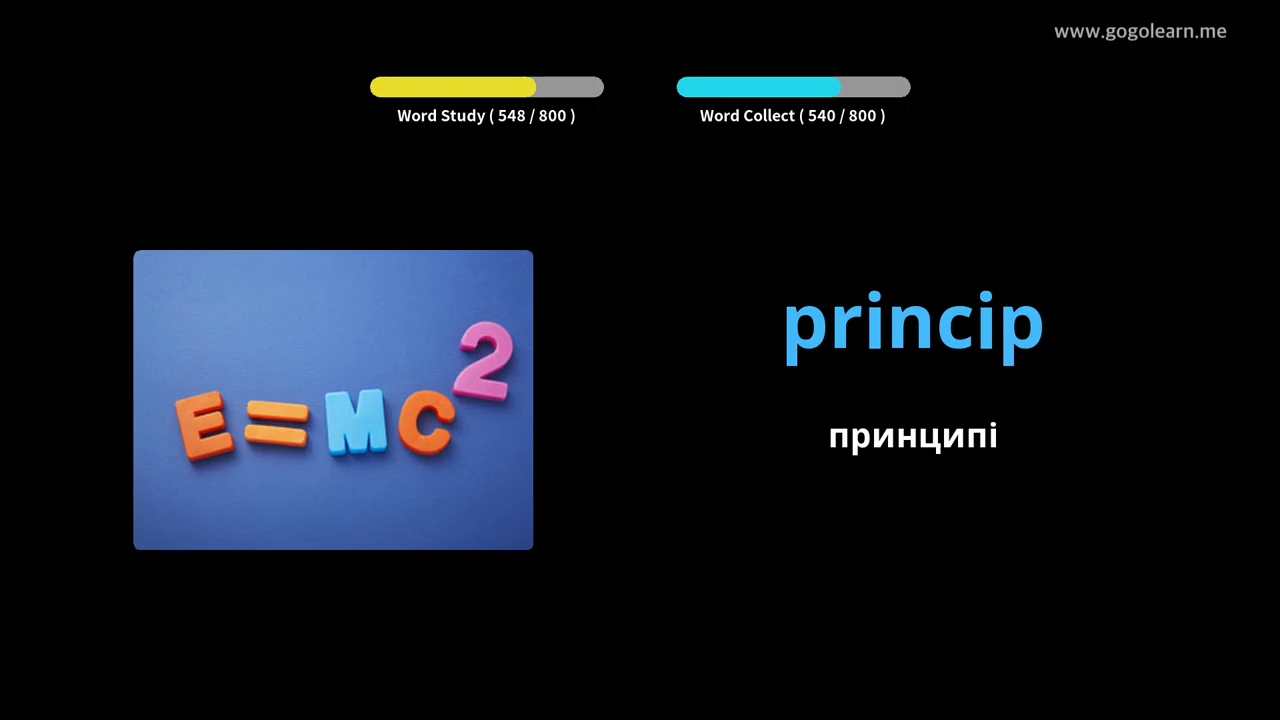 www.gogolearn.me
Word Study ( 548 / 800 )
Word Collect ( 540 / 800 )
E=MC2
princip
принципі